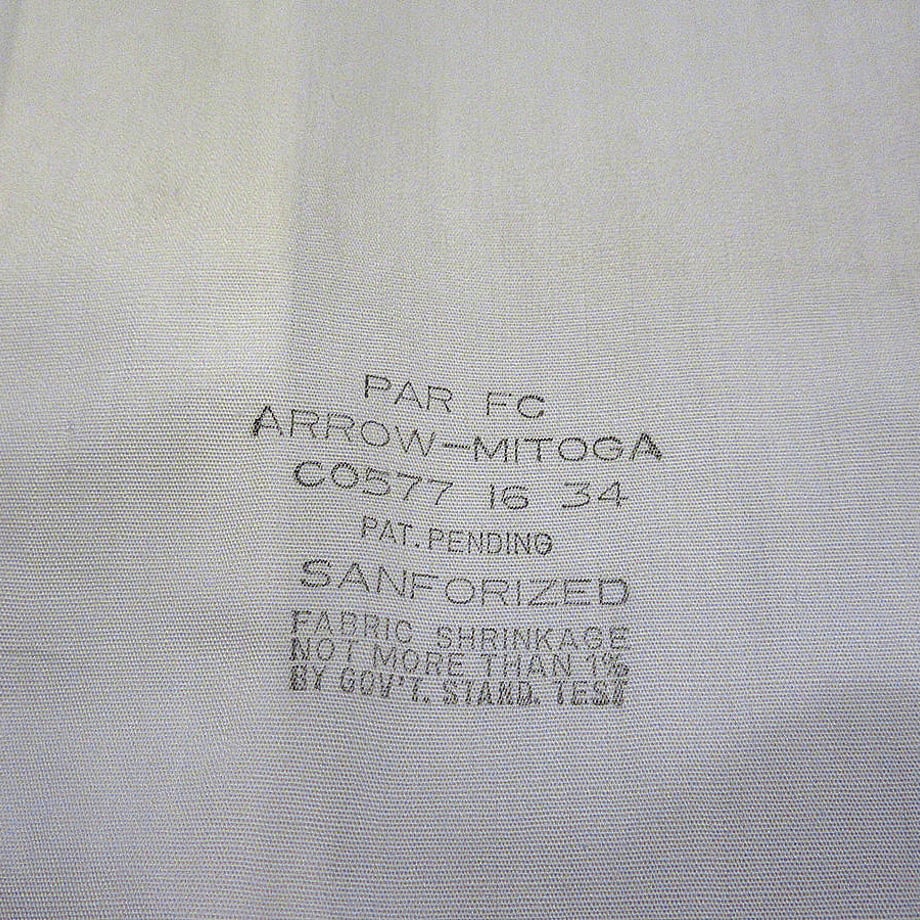 PAR FC
ARROW-MITOGA
C0577 16 34
PAT. PENDING
SANFORIZED
FABRIC SHRINKAGE
NOT MORE THAN 1%
BY GOV'T. STAND. TEST